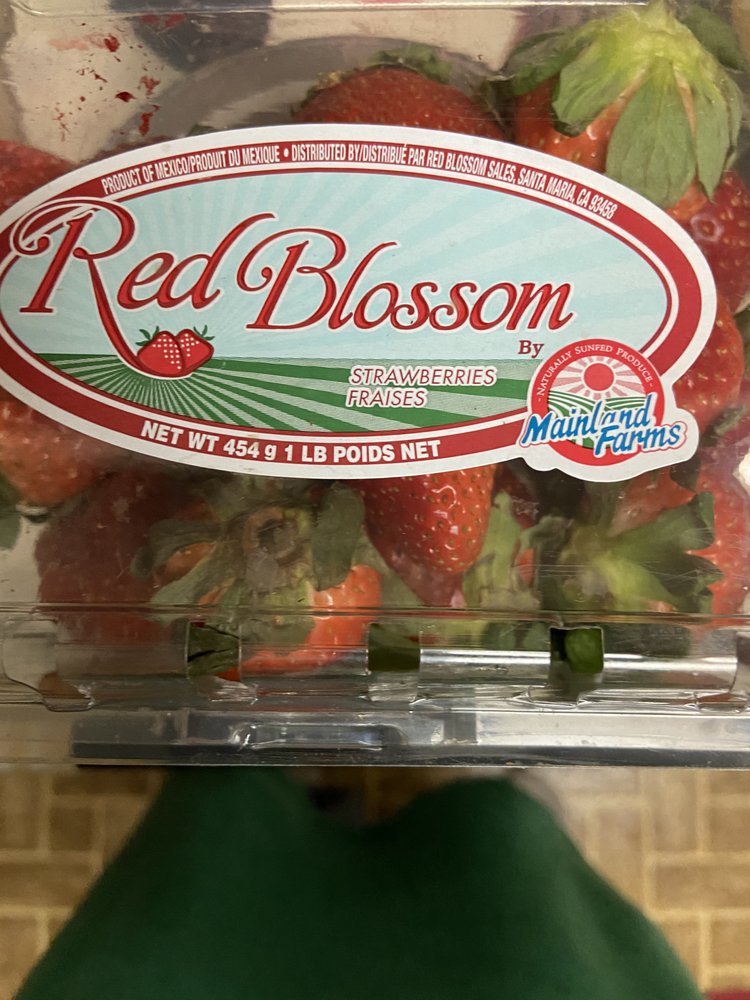 PRODUCT OF MEXICO/PRODUIT DU MEXIQUE • DISTRIBUTED BY/DISTRIBUÉ PAR RED BLOSSOM SALES, SANTA MARIA, CA 93458
Red Blossom
By
STRAWBERRIES
FRAISES
NATURALLY SUNFED PRODUCE
Mainland
Farms
NET WT 454 g 1 LB POIDS NET